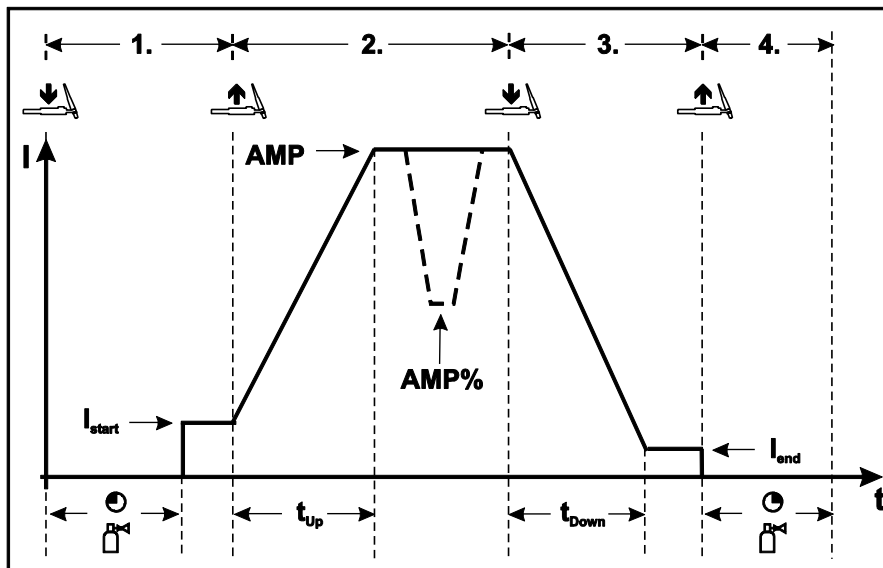 1.
2.
3.
4.
I
AMP
AMP%
Istart
Iend
t
tUp
tDown